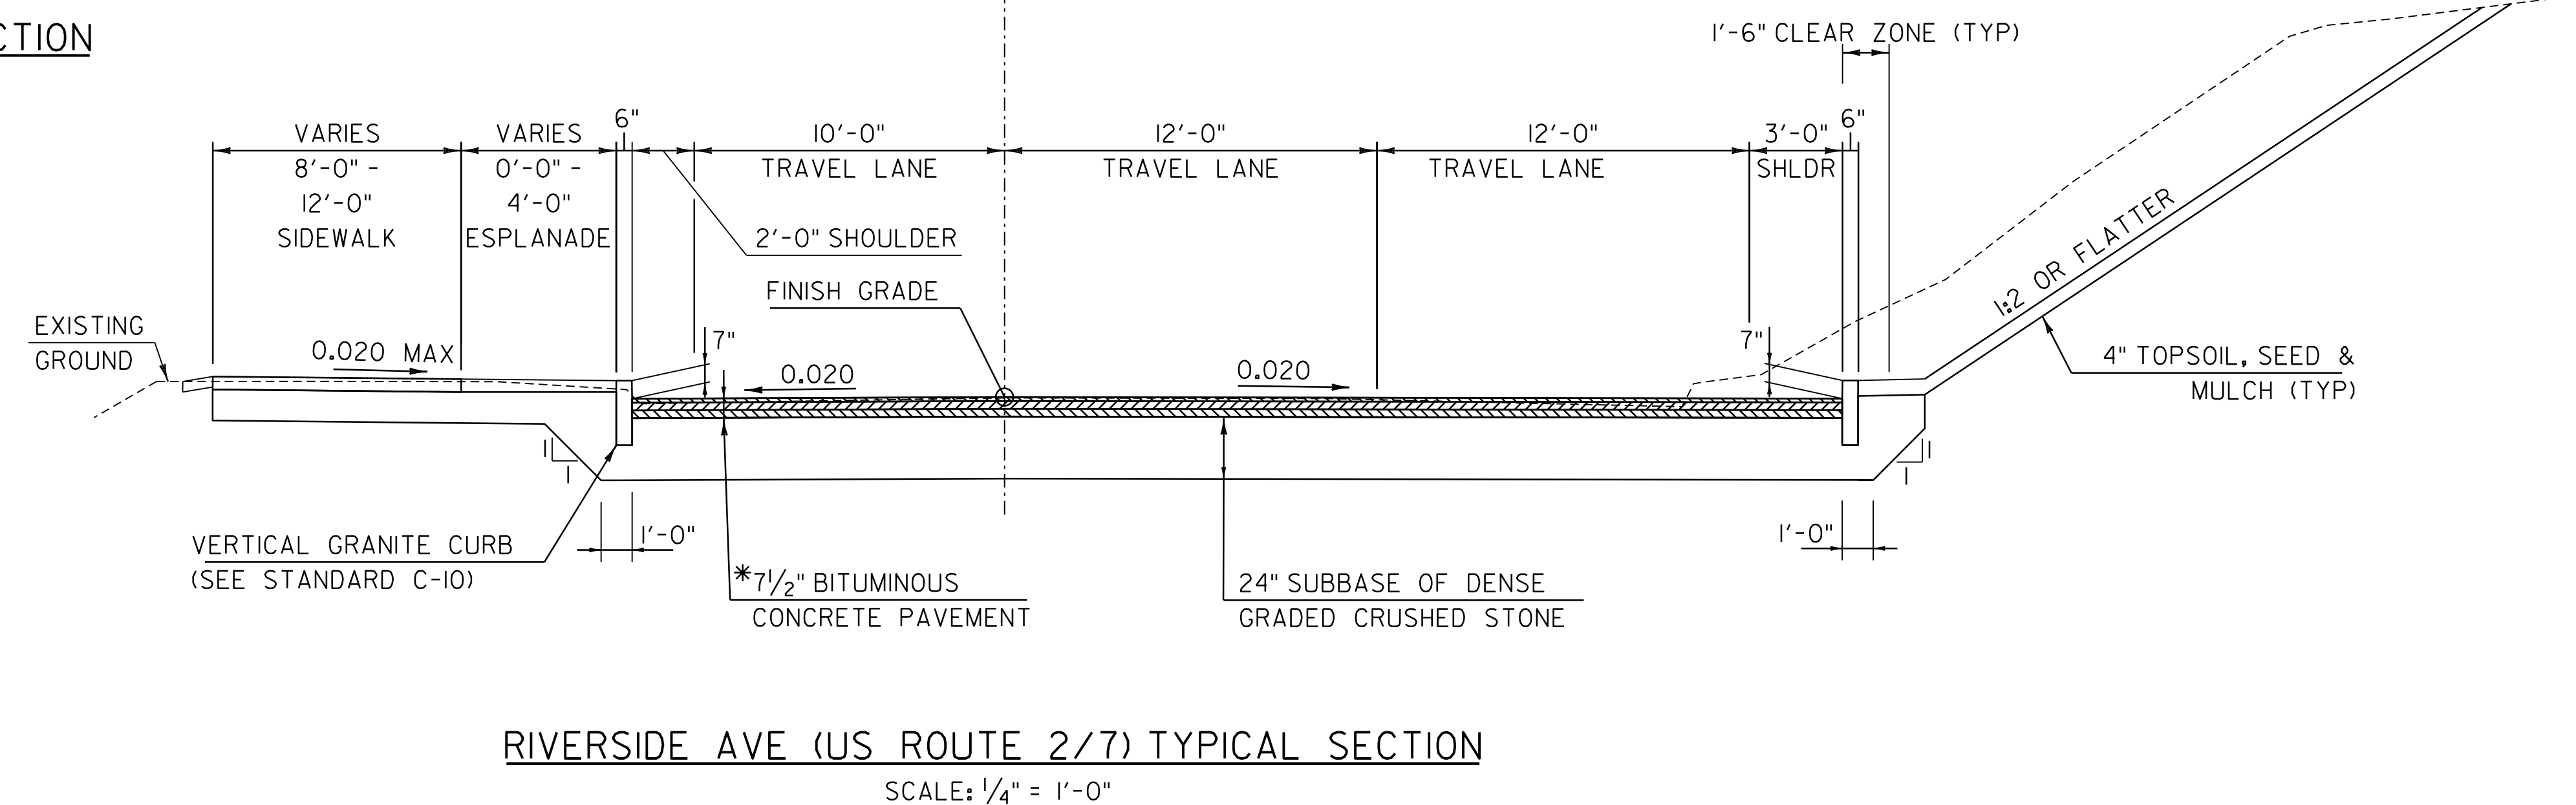 CTION
1'-6" CLEAR ZONE (TYP)
VARIES
8'-0" -
12'-0"
SIDEWALK
VARIES
0'-0" -
4'-0"
ESPLANADE
6"
10'-0"
TRAVEL LANE
12'-0"
TRAVEL LANE
12'-0"
TRAVEL LANE
3'-0"
SHLDR
6"
2'-0" SHOULDER
FINISH GRADE
1:2 OR FLATTER
EXISTING
GROUND
0.020 MAX
7"
0.020
0.020
7"
4" TOPSOIL, SEED &
MULCH (TYP)
1
1
1
1
VERTICAL GRANITE CURB
(SEE STANDARD C-10)
1'-0"
1'-0"
*7 1/2" BITUMINOUS
CONCRETE PAVEMENT
24" SUBBASE OF DENSE
GRADED CRUSHED STONE
RIVERSIDE AVE (US ROUTE 2/7) TYPICAL SECTION
SCALE: 1/4" = 1'-0"